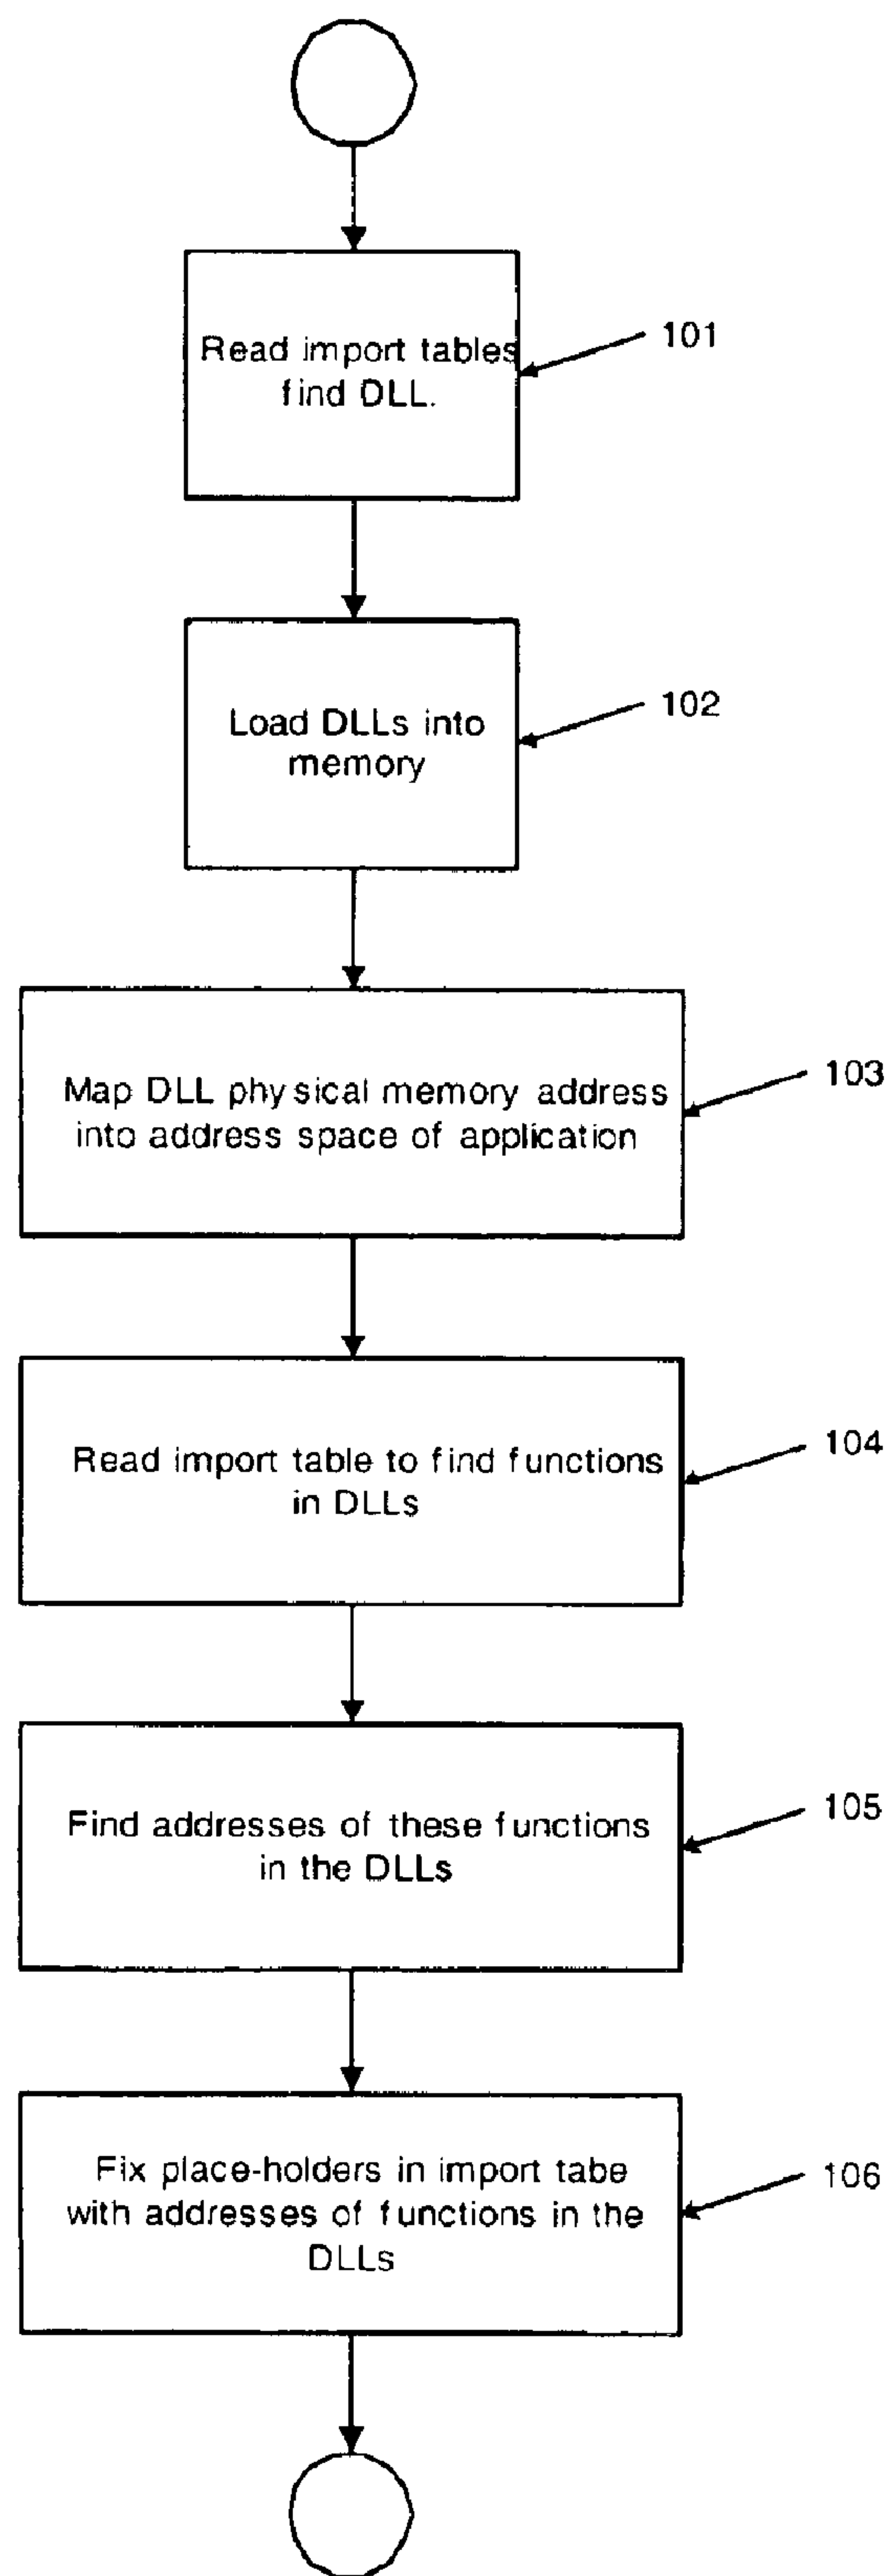 Read import tables
find DLL.
101
Load DLLs into
memory
102
Map DLL physical memory address
into address space of application
103
Read import table to find functions
in DLLs
104
Find addresses of these functions
in the DLLs
105
Fix place-holders in import tabe
with addresses of functions in the
DLLs
106